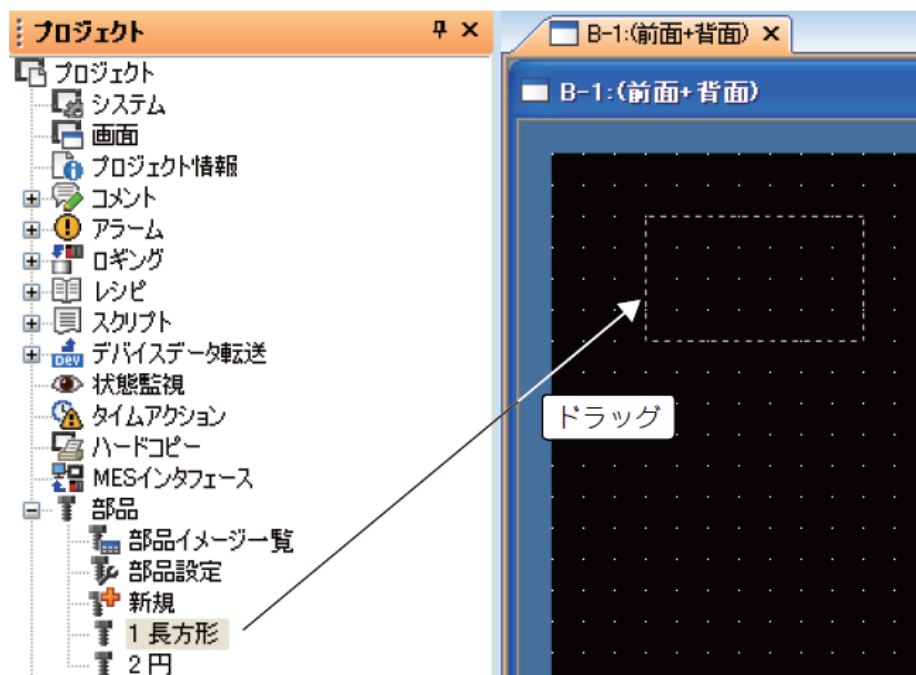 プロジェクト
プロジェクト
システム
画面
プロジェクト情報
コメント
アラーム
ロギング
レシピ
スクリプト
Dev デバイスデータ転送
状態監視
タイムアクション
ハードコピー
MESインタフェース
部品
部品イメージ一覧
部品設定
新規
1 長方形
2 円
B-1:(前面+背面)
B-1:(前面+背面)
ドラッグ